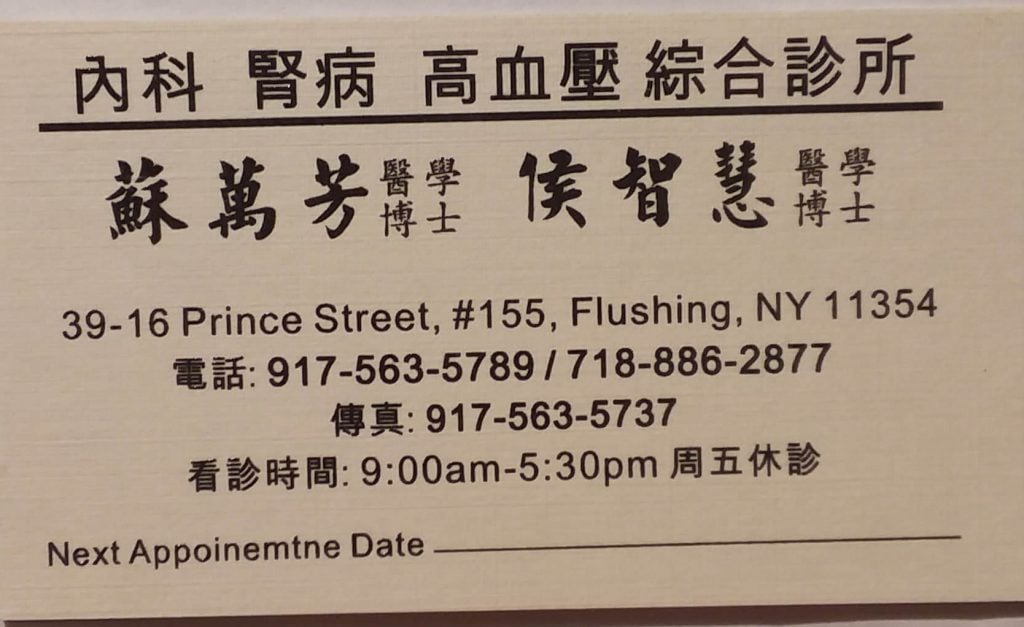 內科 腎病 高血壓 綜合診所
蘇萬芳醫學博士 侯智慧醫學博士
39-16 Prince Street, #155, Flushing, NY 11354
電話: 917-563-5789 / 718-886-2877
傳真: 917-563-5737
看診時間: 9:00am-5:30pm 周五休診
Next Appoinemtne Date